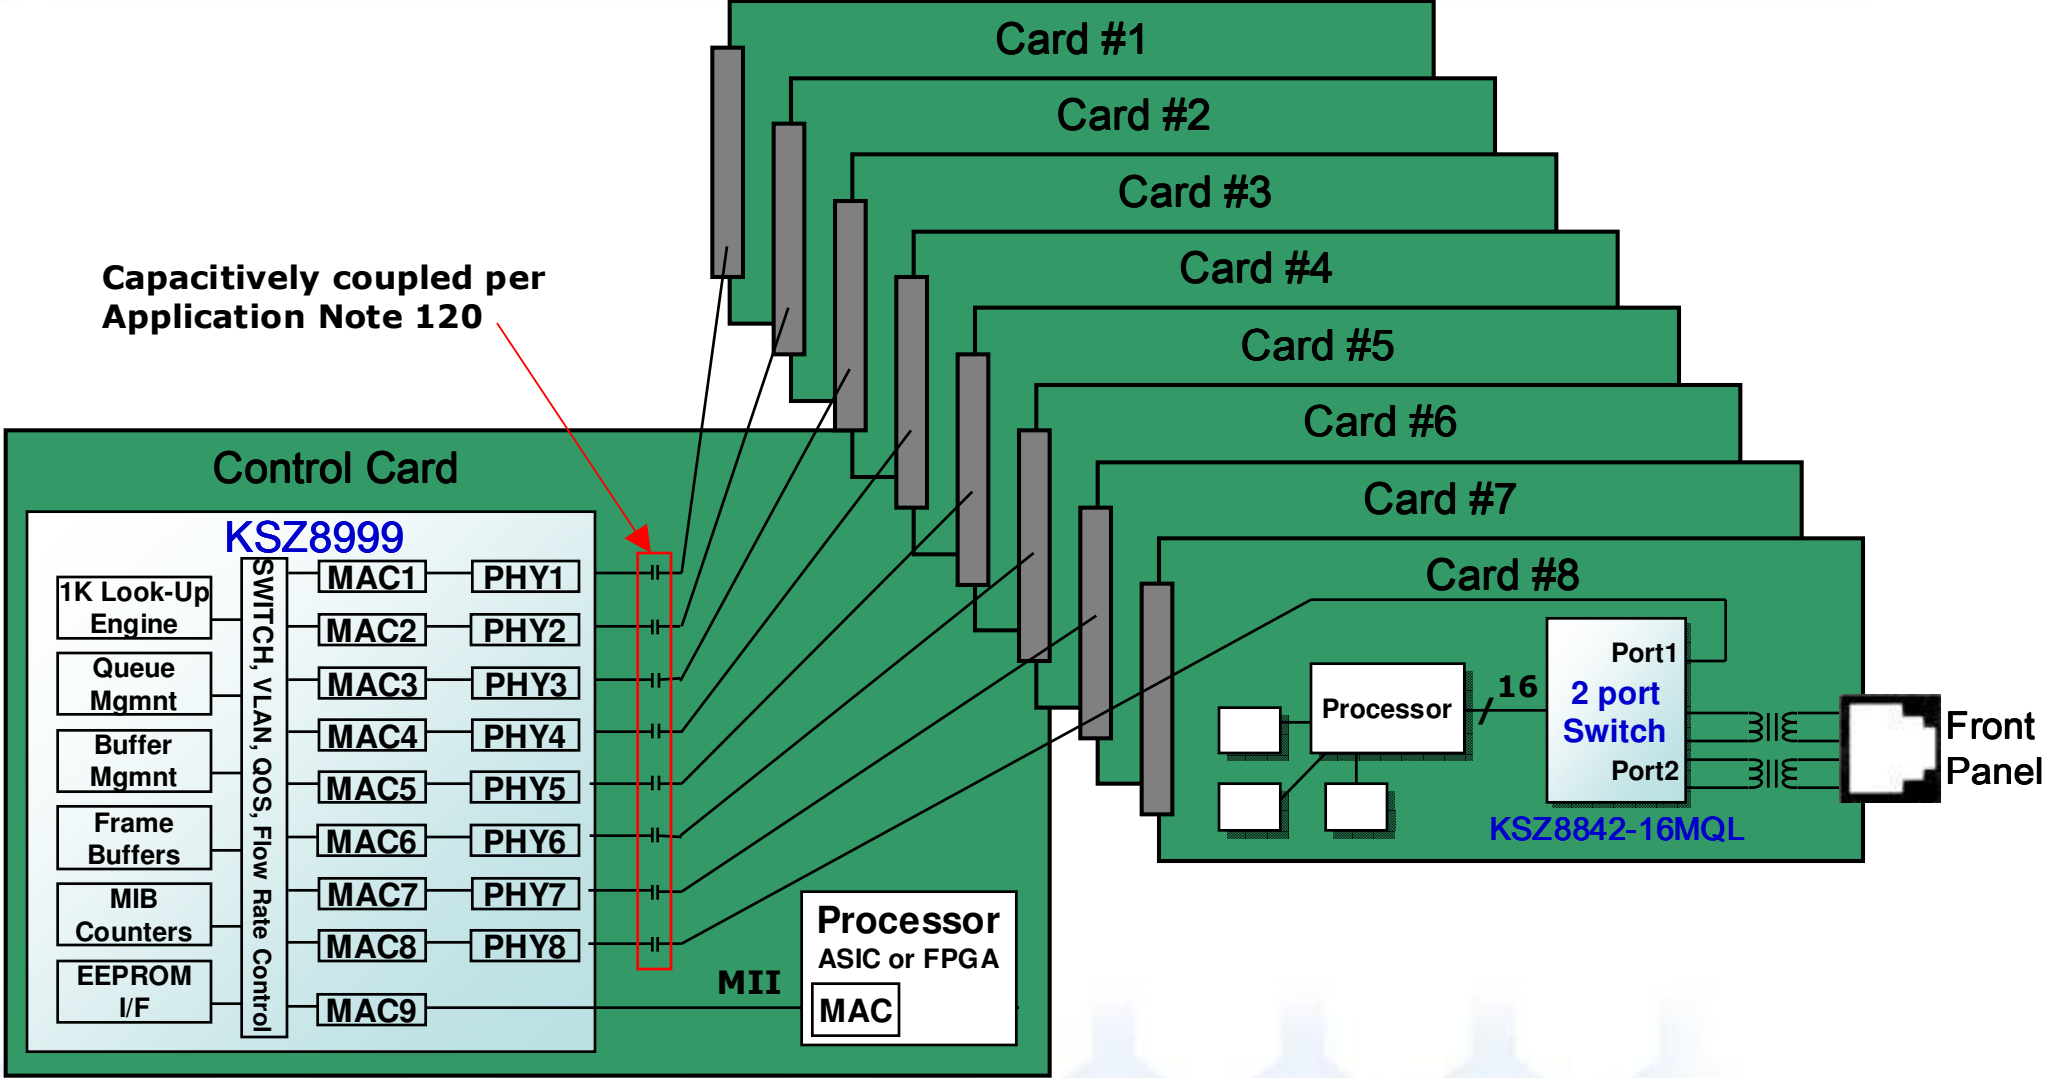 Card #1
Card #2
Card #3
Card #4
Card #5
Card #6
Card #7
Card #8
Capacitively coupled per
Application Note 120
Control Card
KSZ8999
1K Look-Up
Engine
Queue
Mgmnt
Buffer
Mgmnt
Frame
Buffers
MIB
Counters
EEPROM
I/F
SWITCH, VLAN, QOS, Flow Rate Control
MAC1
PHY1
MAC2
PHY2
MAC3
PHY3
MAC4
PHY4
MAC5
PHY5
MAC6
PHY6
MAC7
PHY7
MAC8
PHY8
MAC9
MII
Processor
ASIC or FPGA
MAC
Processor
16
Port1
2 port
Switch
Port2
KSZ8842-16MQL
Front
Panel